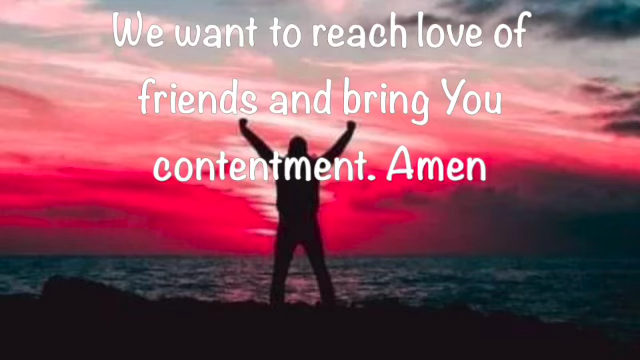 We want to reach love of
friends and bring You
contentment. Amen